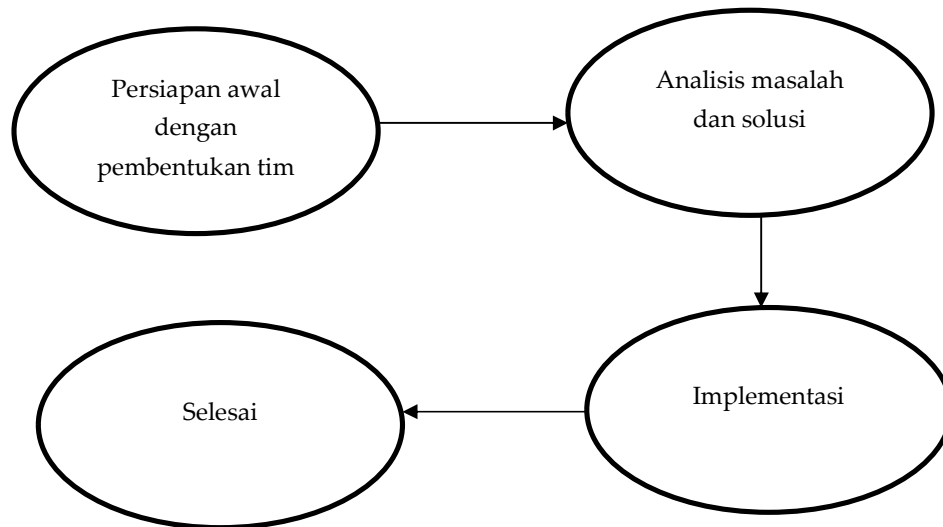 Persiapan awal
dengan
pembentukan tim
Analisis masalah
dan solusi
Implementasi
Selesai